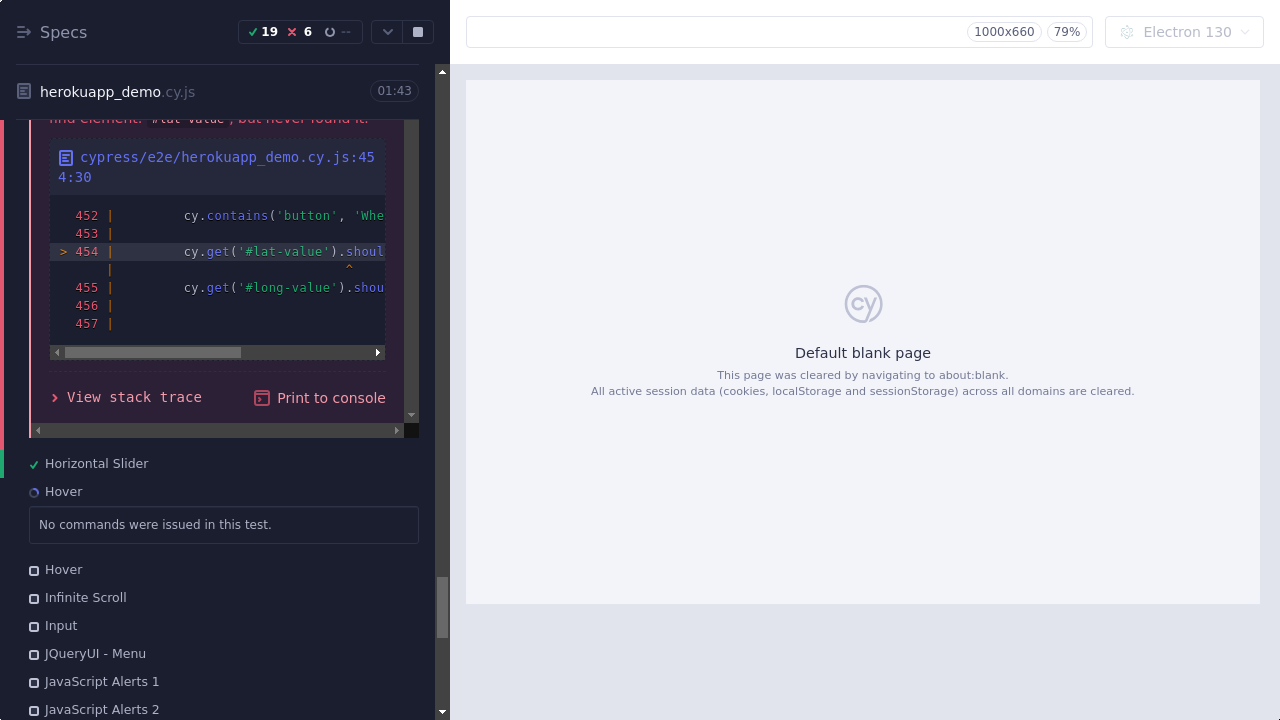 Specs
19 6 --
1000x660 79% Electron 130
herokuapp_demo.cy.js 01:43
find element: #lat-value, but never found it.
cypress/e2e/herokuapp_demo.cy.js:45
4:30
452 | cy.contains('button', 'Whe
453 |
> 454 | cy.get('#lat-value').shoul
| ^
455 | cy.get('#long-value').shou
456 |
457 |
View stack trace Print to console
Horizontal Slider
Hover
No commands were issued in this test.
Hover
Infinite Scroll
Input
JQueryUI - Menu
JavaScript Alerts 1
JavaScript Alerts 2
cy
Default blank page
This page was cleared by navigating to about:blank.
All active session data (cookies, localStorage and sessionStorage) across all domains are cleared.